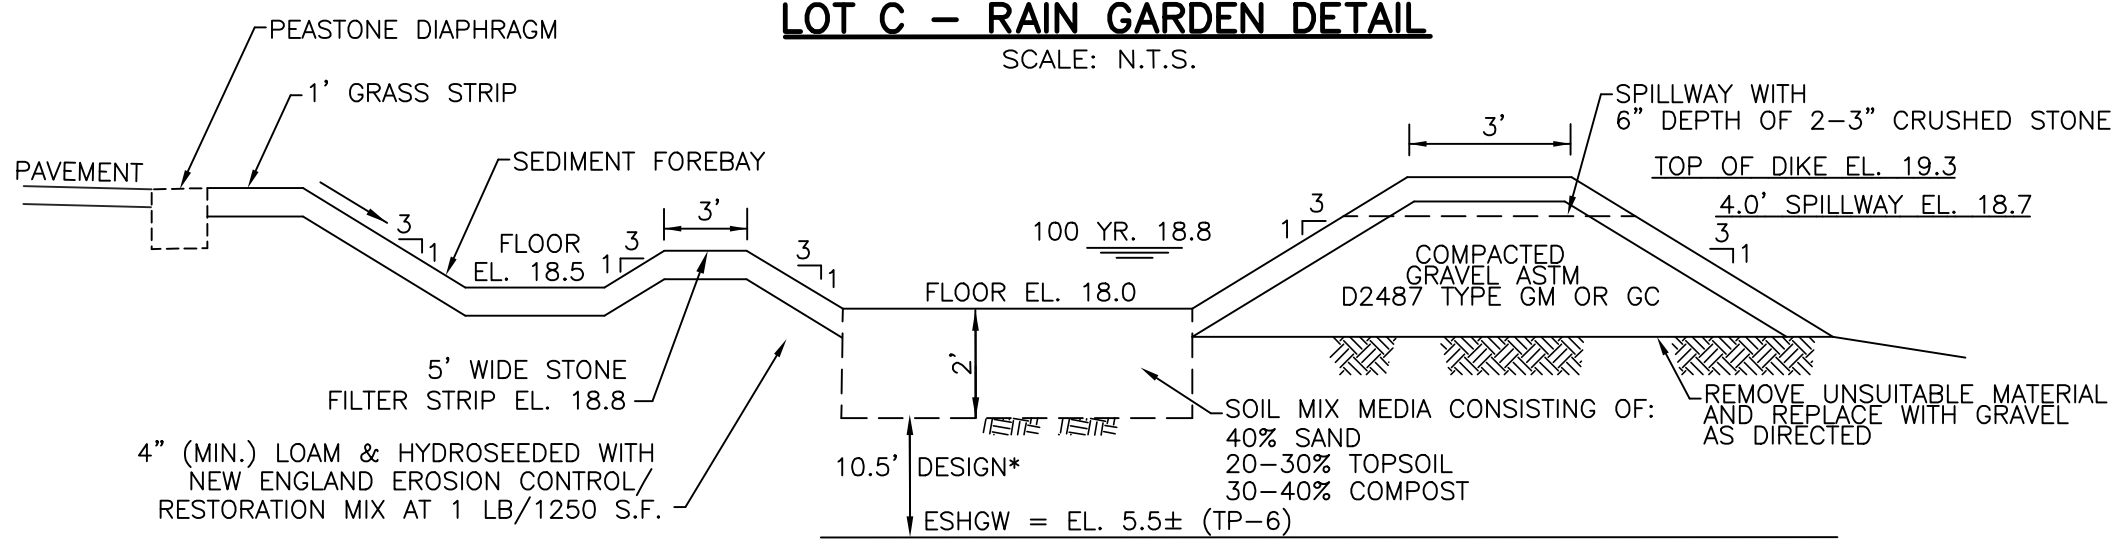 LOT C – RAIN GARDEN DETAIL
SCALE: N.T.S.
PEASTONE DIAPHRAGM
1' GRASS STRIP
PAVEMENT
SEDIMENT FOREBAY
3
1
FLOOR
EL. 18.5
3
1
3'
3
1
5' WIDE STONE
FILTER STRIP EL. 18.8
4" (MIN.) LOAM & HYDROSEEDED WITH
NEW ENGLAND EROSION CONTROL/
RESTORATION MIX AT 1 LB/1250 S.F.
100 YR. 18.8
FLOOR EL. 18.0
2'
10.5' DESIGN*
ESHGW = EL. 5.5± (TP-6)
SOIL MIX MEDIA CONSISTING OF:
40% SAND
20-30% TOPSOIL
30-40% COMPOST
3
1
3'
SPILLWAY WITH
6" DEPTH OF 2-3" CRUSHED STONE
TOP OF DIKE EL. 19.3
4.0' SPILLWAY EL. 18.7
3
1
COMPACTED
GRAVEL ASTM
D2487 TYPE GM OR GC
REMOVE UNSUITABLE MATERIAL
AND REPLACE WITH GRAVEL
AS DIRECTED